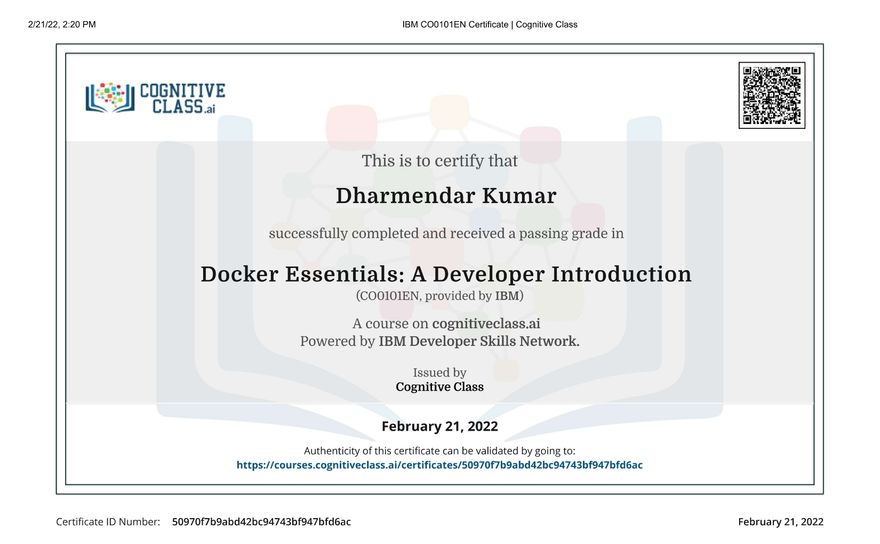 2/21/22, 2:20 PM
IBM CO0101EN Certificate | Cognitive Class
COGNITIVE
CLASS.ai
This is to certify that
Dharmendar Kumar
successfully completed and received a passing grade in
Docker Essentials: A Developer Introduction
(CO0101EN, provided by IBM)
A course on cognitiveclass.ai
Powered by IBM Developer Skills Network.
Issued by
Cognitive Class
February 21, 2022
Authenticity of this certificate can be validated by going to:
https://courses.cognitiveclass.ai/certificates/50970f7b9abd42bc94743bf947bfd6ac
Certificate ID Number: 50970f7b9abd42bc94743bf947bfd6ac
February 21, 2022